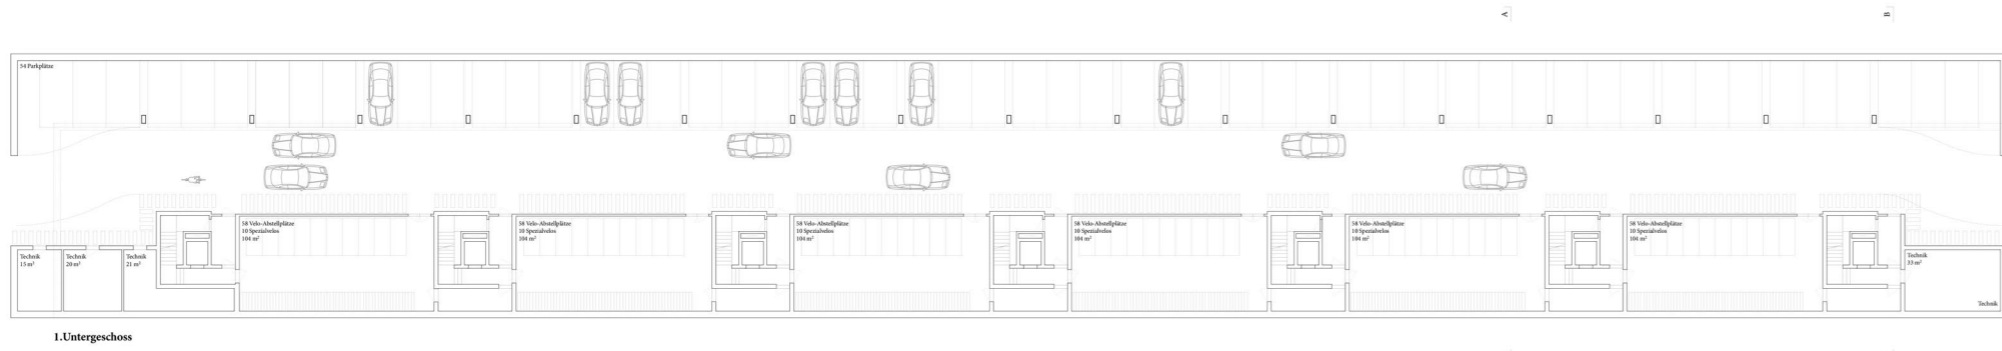 A
B
54 Parkplätze
58 Velo-Abstellplätze
10 Spezialvelos
104 m²
58 Velo-Abstellplätze
10 Spezialvelos
104 m²
58 Velo-Abstellplätze
10 Spezialvelos
104 m²
58 Velo-Abstellplätze
10 Spezialvelos
104 m²
58 Velo-Abstellplätze
10 Spezialvelos
104 m²
58 Velo-Abstellplätze
10 Spezialvelos
104 m²
Technik
15 m²
Technik
20 m²
Technik
21 m²
Technik
53 m²
Technik
1.Untergeschoss